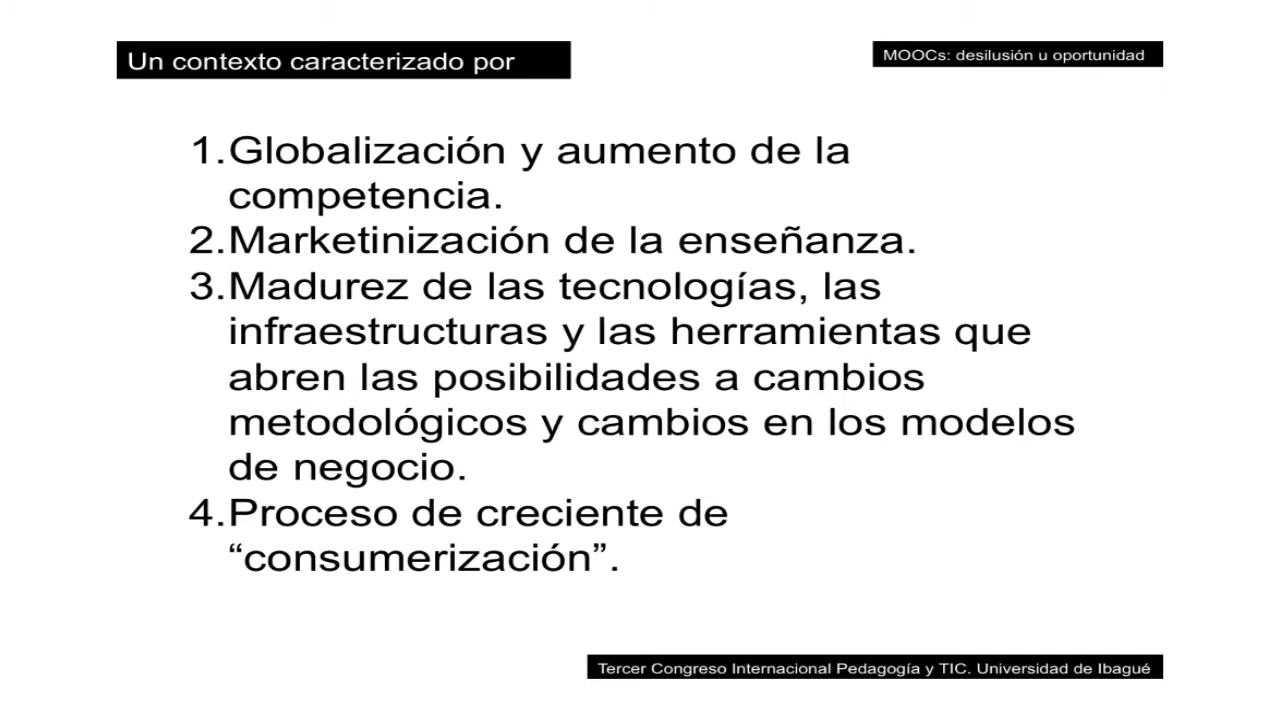 Un contexto caracterizado por
MOOCs: desilusión u oportunidad
1.Globalización y aumento de la
competencia.
2.Marketinización de la enseñanza.
3.Madurez de las tecnologías, las
infraestructuras y las herramientas que
abren las posibilidades a cambios
metodológicos y cambios en los modelos
de negocio.
4.Proceso de creciente de
“consumerización”.
Tercer Congreso Internacional Pedagogía y TIC. Universidad de Ibagué